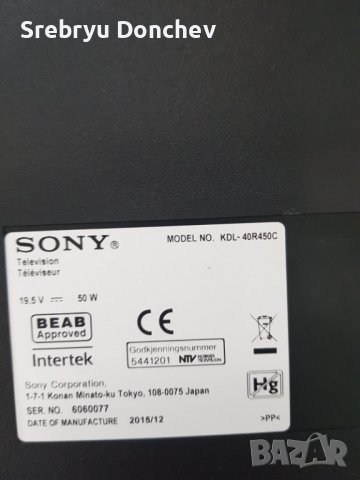 Srebryu Donchev
SONY®
MODEL NO. KDL-40R450C
Television
Téléviseur
19.5 V ⎓ 50 W
BEAB
Approved
Intertek
CE
Godkjenningsnummer
5441201 NTV
Hg
Sony Corporation,
1-7-1 Konan Minato-ku Tokyo, 108-0075 Japan
SER. NO. 6060077
DATE OF MANUFACTURE 2015/12
>PP<
BAZAR